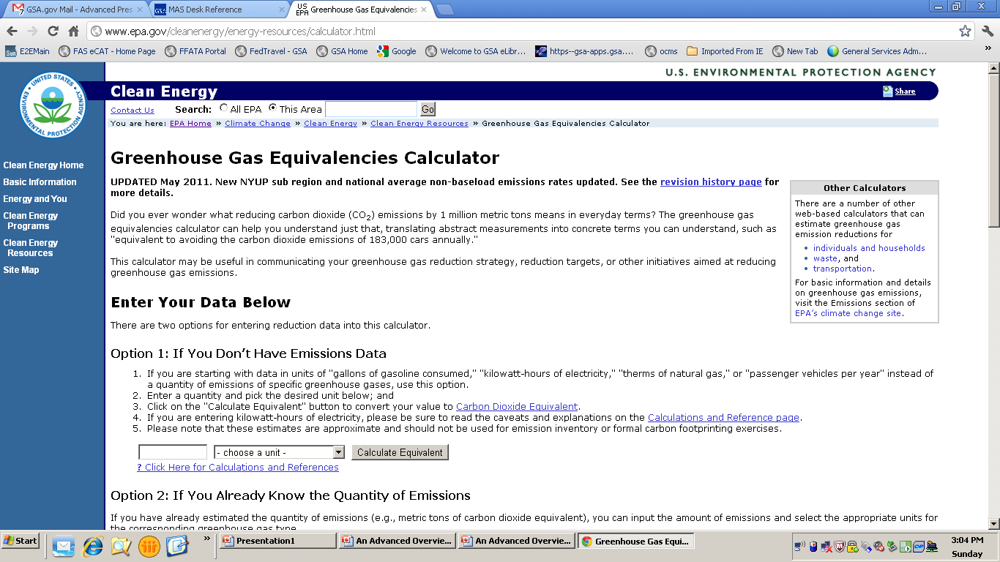 GSA.gov Mail - Advanced Pres
GSA MAS Desk Reference
US EPA Greenhouse Gas Equivalencies
www.epa.gov/cleanenergy/energy-resources/calculator.html
Sun E2EMain
FAS eCAT - Home Page
FFATA Portal
FedTravel - GSA
GSA Home
Google
Welcome to GSA eLibr...
https--gsa-apps.gsa....
ocms
Imported From IE
New Tab
General Services Adm...
»
UNITED STATES
ENVIRONMENTAL PROTECTION AGENCY
U.S. ENVIRONMENTAL PROTECTION AGENCY
Clean Energy
Share
Contact Us Search: All EPA This Area Go
You are here: EPA Home » Climate Change » Clean Energy » Clean Energy Resources » Greenhouse Gas Equivalencies Calculator
Clean Energy Home
Basic Information
Energy and You
Clean Energy
Programs
Clean Energy
Resources
Site Map
Greenhouse Gas Equivalencies Calculator
UPDATED May 2011. New NYUP sub region and national average non-baseload emissions rates updated. See the revision history page for
more details.
Did you ever wonder what reducing carbon dioxide (CO2) emissions by 1 million metric tons means in everyday terms? The greenhouse gas
equivalencies calculator can help you understand just that, translating abstract measurements into concrete terms you can understand, such as
"equivalent to avoiding the carbon dioxide emissions of 183,000 cars annually."
This calculator may be useful in communicating your greenhouse gas reduction strategy, reduction targets, or other initiatives aimed at reducing
greenhouse gas emissions.
Other Calculators
There are a number of other
web-based calculators that can
estimate greenhouse gas
emission reductions for
• individuals and households
• waste, and
• transportation.
For basic information and details
on greenhouse gas emissions,
visit the Emissions section of
EPA's climate change site.
Enter Your Data Below
There are two options for entering reduction data into this calculator.
Option 1: If You Don't Have Emissions Data
1. If you are starting with data in units of "gallons of gasoline consumed," "kilowatt-hours of electricity," "therms of natural gas," or "passenger vehicles per year" instead of
a quantity of emissions of specific greenhouse gases, use this option.
2. Enter a quantity and pick the desired unit below; and
3. Click on the "Calculate Equivalent" button to convert your value to Carbon Dioxide Equivalent.
4. If you are entering kilowatt-hours of electricity, please be sure to read the caveats and explanations on the Calculations and Reference page.
5. Please note that these estimates are approximate and should not be used for emission inventory or formal carbon footprinting exercises.
- choose a unit - Calculate Equivalent
? Click Here for Calculations and References
Option 2: If You Already Know the Quantity of Emissions
If you have already estimated the quantity of emissions (e.g., metric tons of carbon dioxide equivalent), you can input the amount of emissions and select the appropriate units for
the corresponding greenhouse gas type.
Start
»
Presentation1
An Advanced Overvie...
An Advanced Overvie...
Greenhouse Gas Equi...
3:04 PM
Sunday